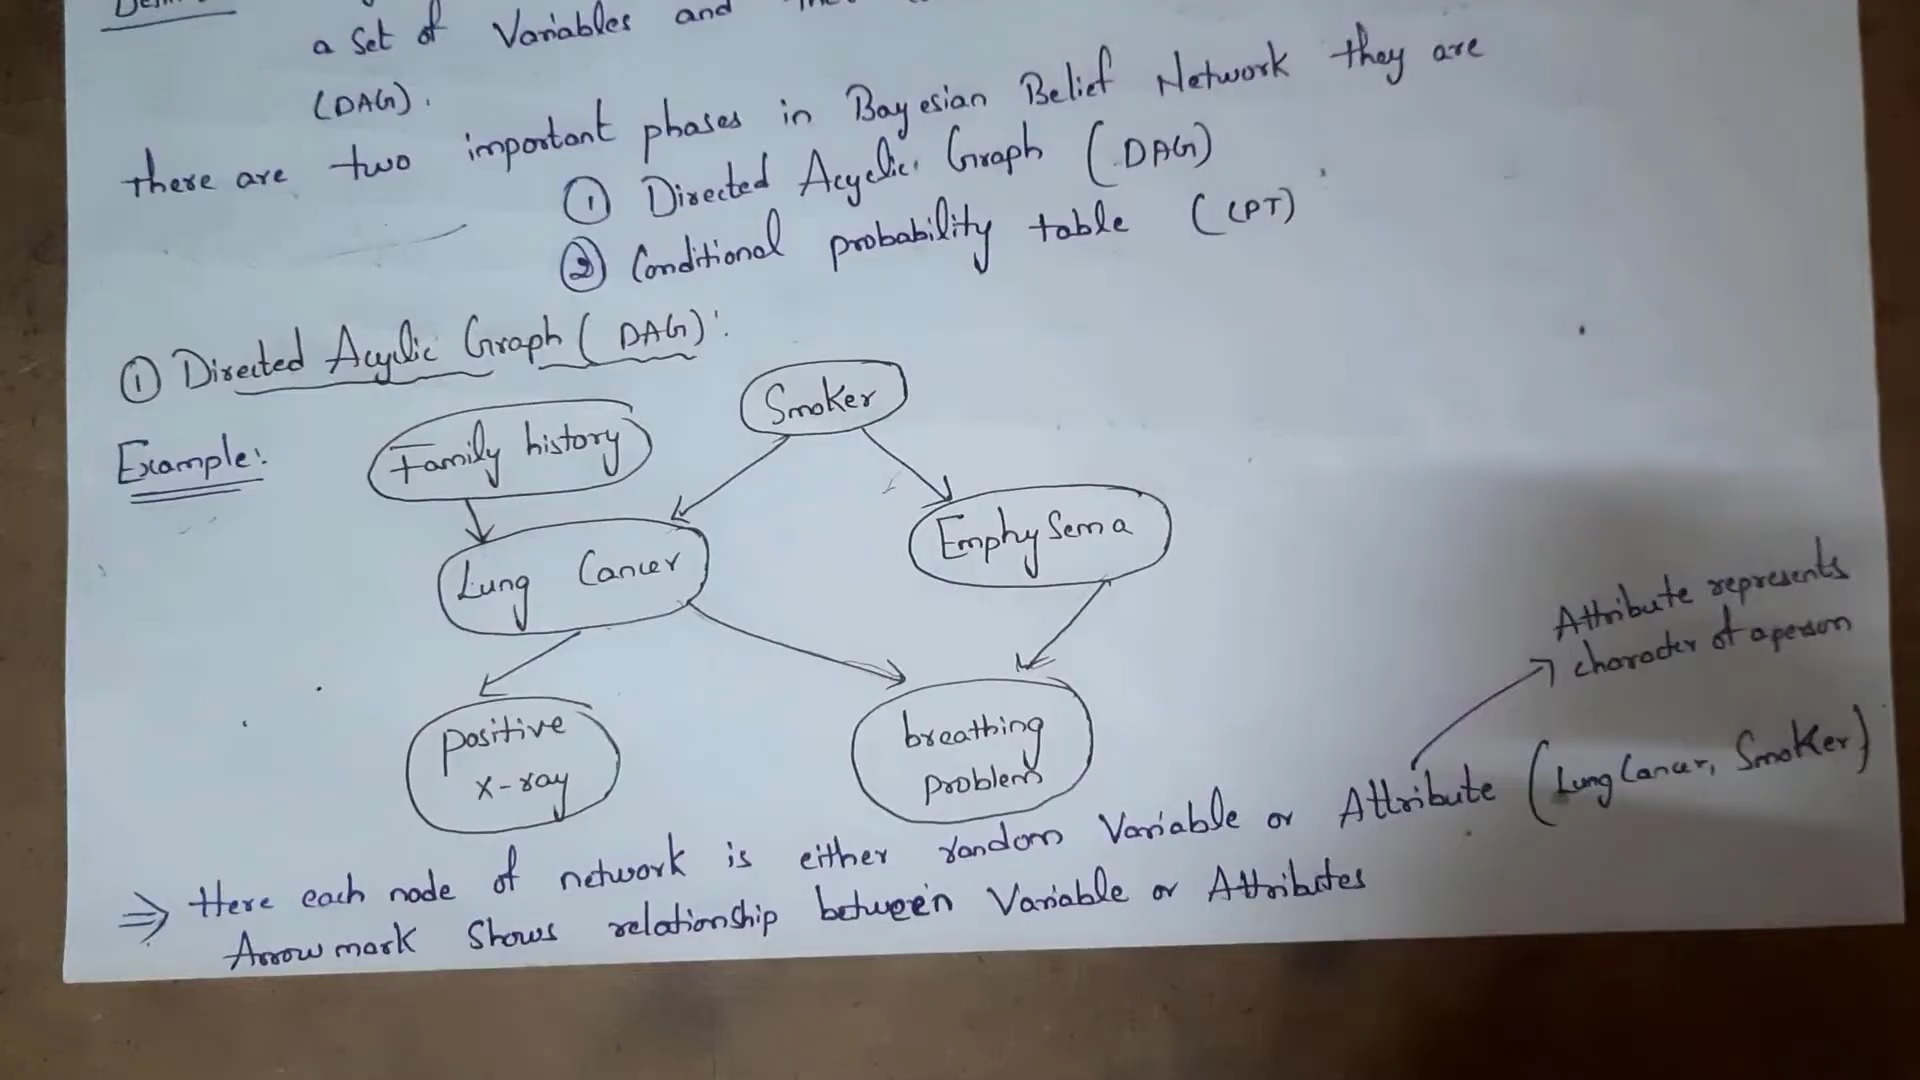 a Set of Variables and
(DAG).
there are two important phases in Bayesian Belief Network they are
① Directed Acyclic Graph (DAG)
② Conditional probability table (CPT)
① Directed Acyclic Graph (DAG):
Example:
Smoker
Family history
Emphysema
Lung Cancer
Attribute represents
character of a person
positive
x-ray
breathing
problem
⇒ Here each node of network is either random Variable or Attribute (Lung Cancer, Smoker)
Arrow mark Shows relationship between Variable or Attributes